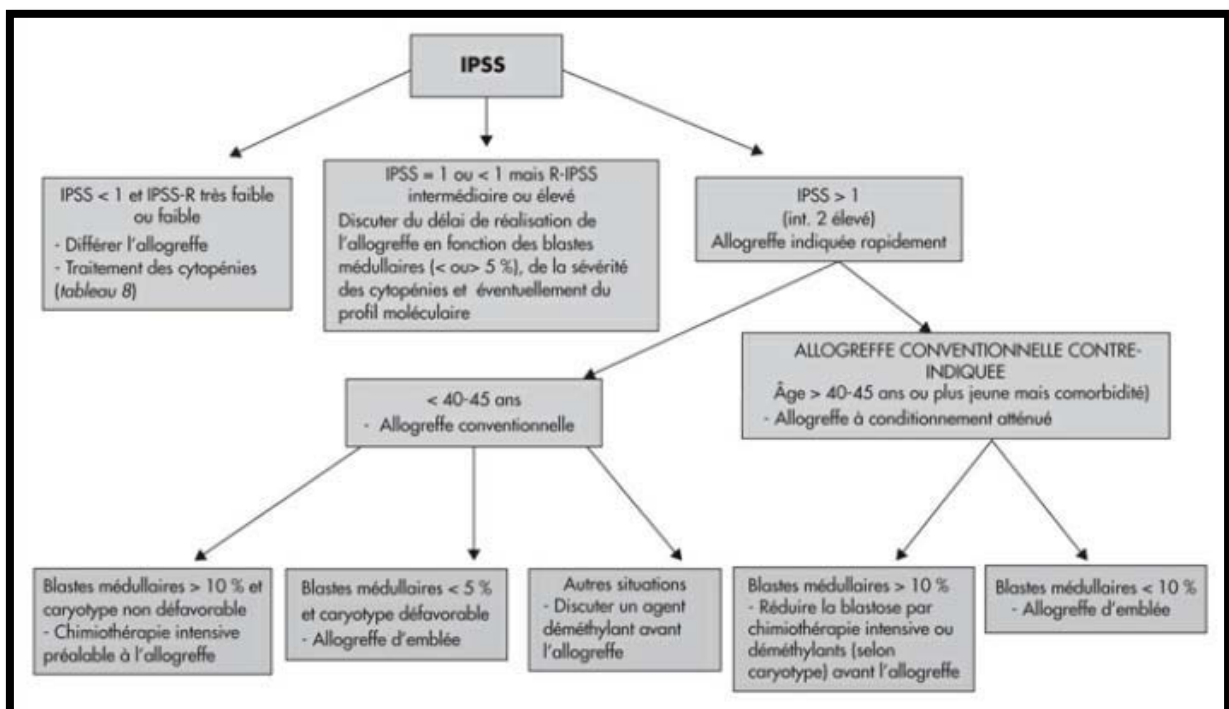 IPSS
IPSS < 1 et IPSS-R très faible
ou faible
- Différer l'allogreffe
- Traitement des cytopénies
(tableau 8)
IPSS = 1 ou < 1 mais R-IPSS
intermédiaire ou élevé
Discuter du délai de réalisation de
l'allogreffe en fonction des blastes
médullaires (< ou> 5 %), de la sévérité
des cytopénies et éventuellement du
profil moléculaire
IPSS > 1
(int. 2 élevé)
Allogreffe indiquée rapidement
< 40-45 ans
- Allogreffe conventionnelle
ALLOGREFFE CONVENTIONNELLE CONTRE-
INDIQUEE
Âge > 40-45 ans ou plus jeune mais comorbidité)
- Allogreffe à conditionnement atténué
Blastes médullaires > 10 % et
caryotype non défavorable
- Chimiothérapie intensive
préalable à l'allogreffe
Blastes médullaires < 5 %
et caryotype défavorable
- Allogreffe d'emblée
Autres situations
- Discuter un agent
déméthylant avant
l'allogreffe
Blastes médullaires > 10 %
- Réduire la blastose par
chimiothérapie intensive ou
déméthylants (selon
caryotype) avant l'allogreffe
Blastes médullaires < 10 %
- Allogreffe d'emblée